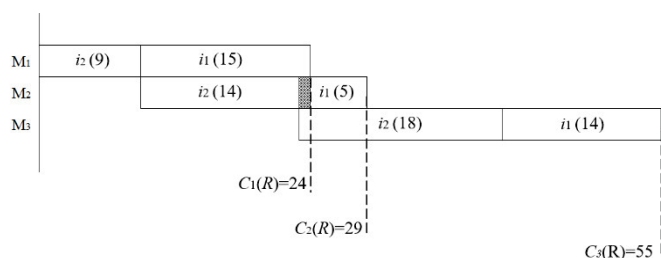 M₁ i₂ (9) i₁ (15)
M₂ i₂ (14) i₁ (5)
M₃ i₂ (18) i₁ (14)
C₁(R)=24
C₂(R)=29
C₃(R)=55